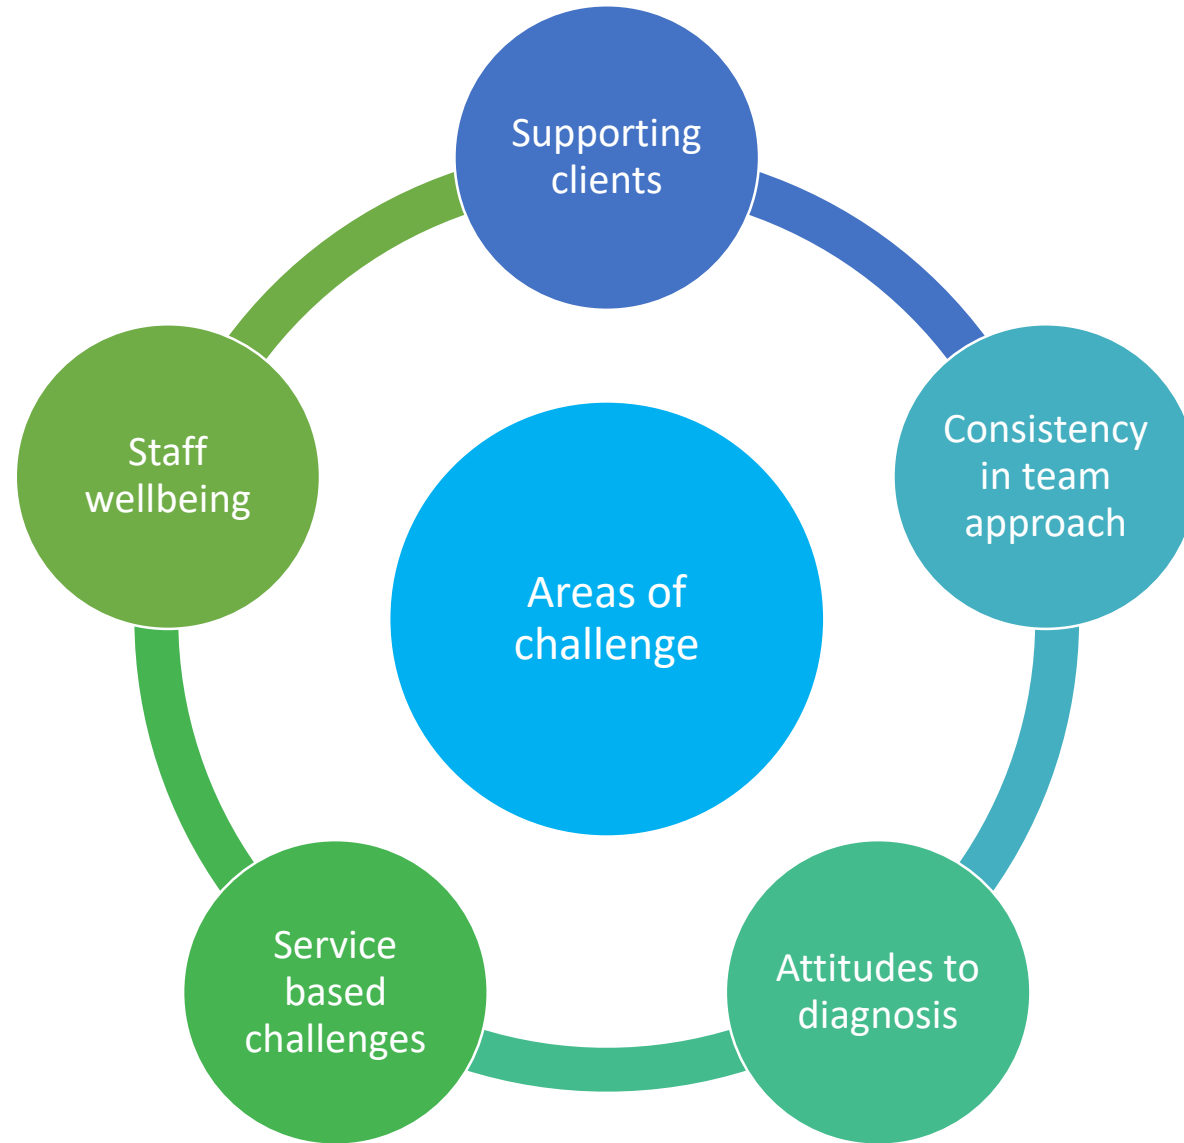 Supporting
clients
Consistency
in team
approach
Attitudes to
diagnosis
Service
based
challenges
Staff
wellbeing
Areas of
challenge